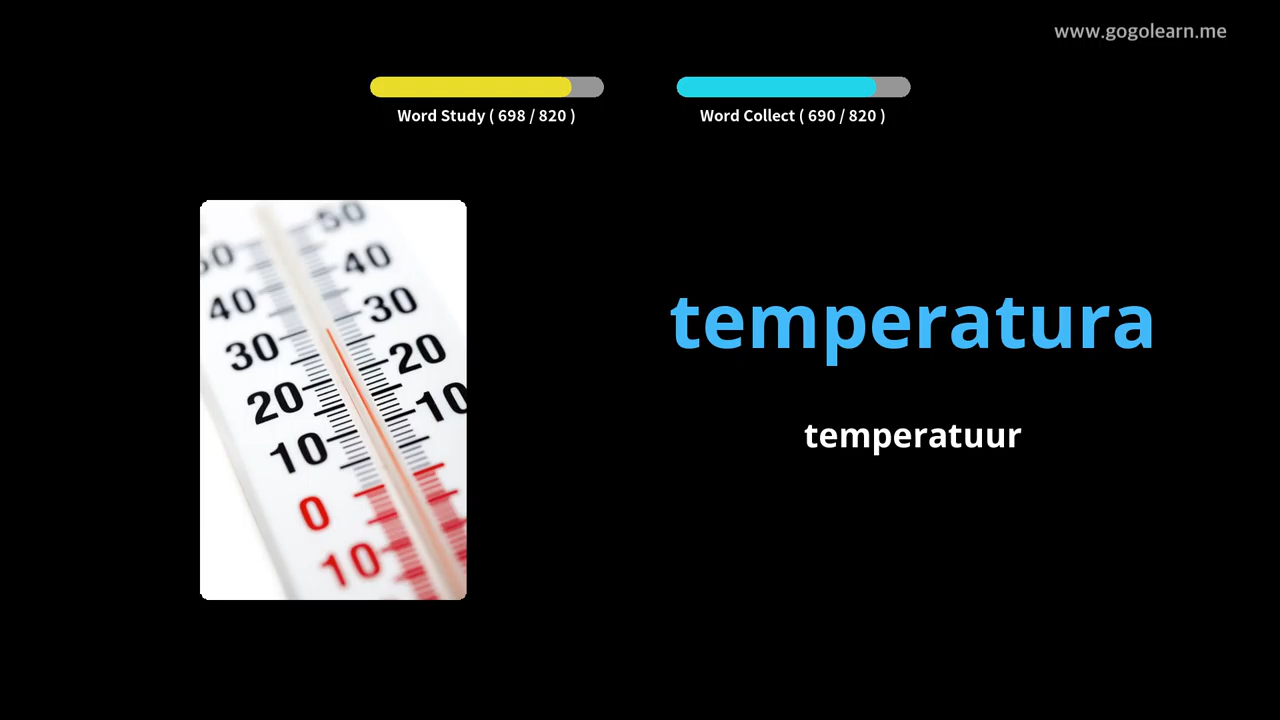 www.gogolearn.me
Word Study ( 698 / 820 )
Word Collect ( 690 / 820 )
50
50
40
40
30
30
20
20
10
10
0
10
temperatura
temperatuur